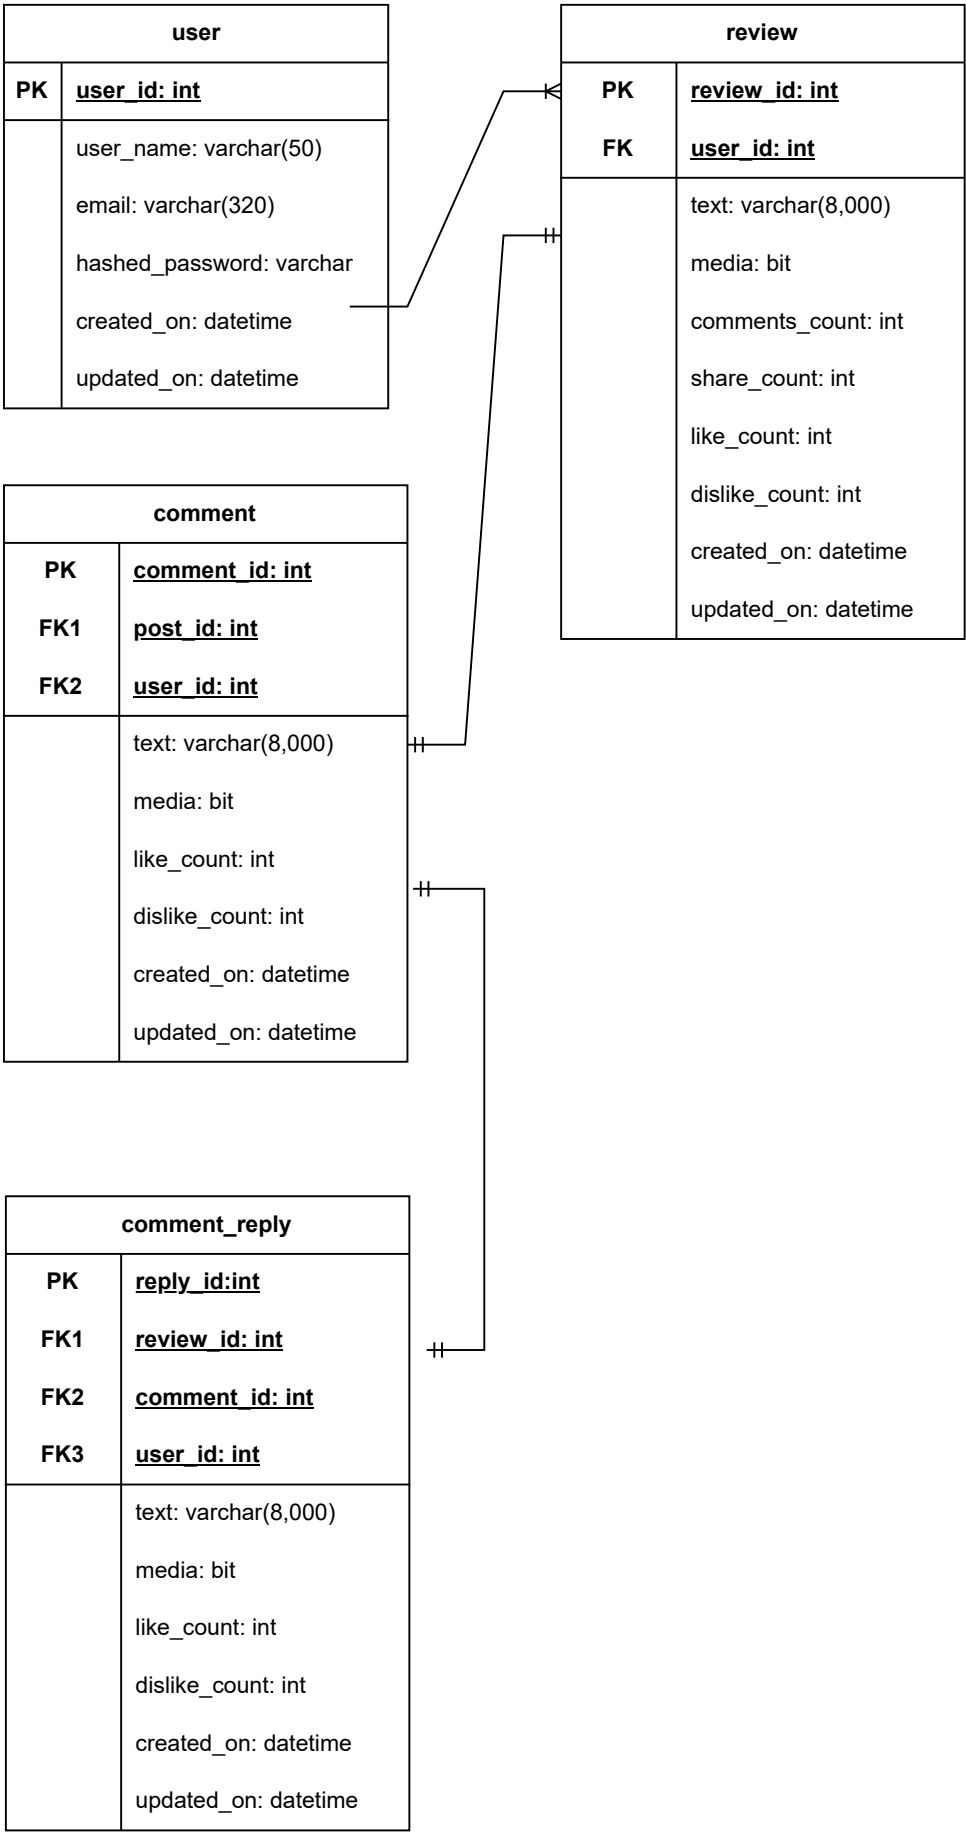 user
PK user_id: int
user_name: varchar(50)
email: varchar(320)
hashed_password: varchar
created_on: datetime
updated_on: datetime
review
PK review_id: int
FK user_id: int
text: varchar(8,000)
media: bit
comments_count: int
share_count: int
like_count: int
dislike_count: int
created_on: datetime
updated_on: datetime
comment
PK comment_id: int
FK1 post_id: int
FK2 user_id: int
text: varchar(8,000)
media: bit
like_count: int
dislike_count: int
created_on: datetime
updated_on: datetime
comment_reply
PK reply_id:int
FK1 review_id: int
FK2 comment_id: int
FK3 user_id: int
text: varchar(8,000)
media: bit
like_count: int
dislike_count: int
created_on: datetime
updated_on: datetime